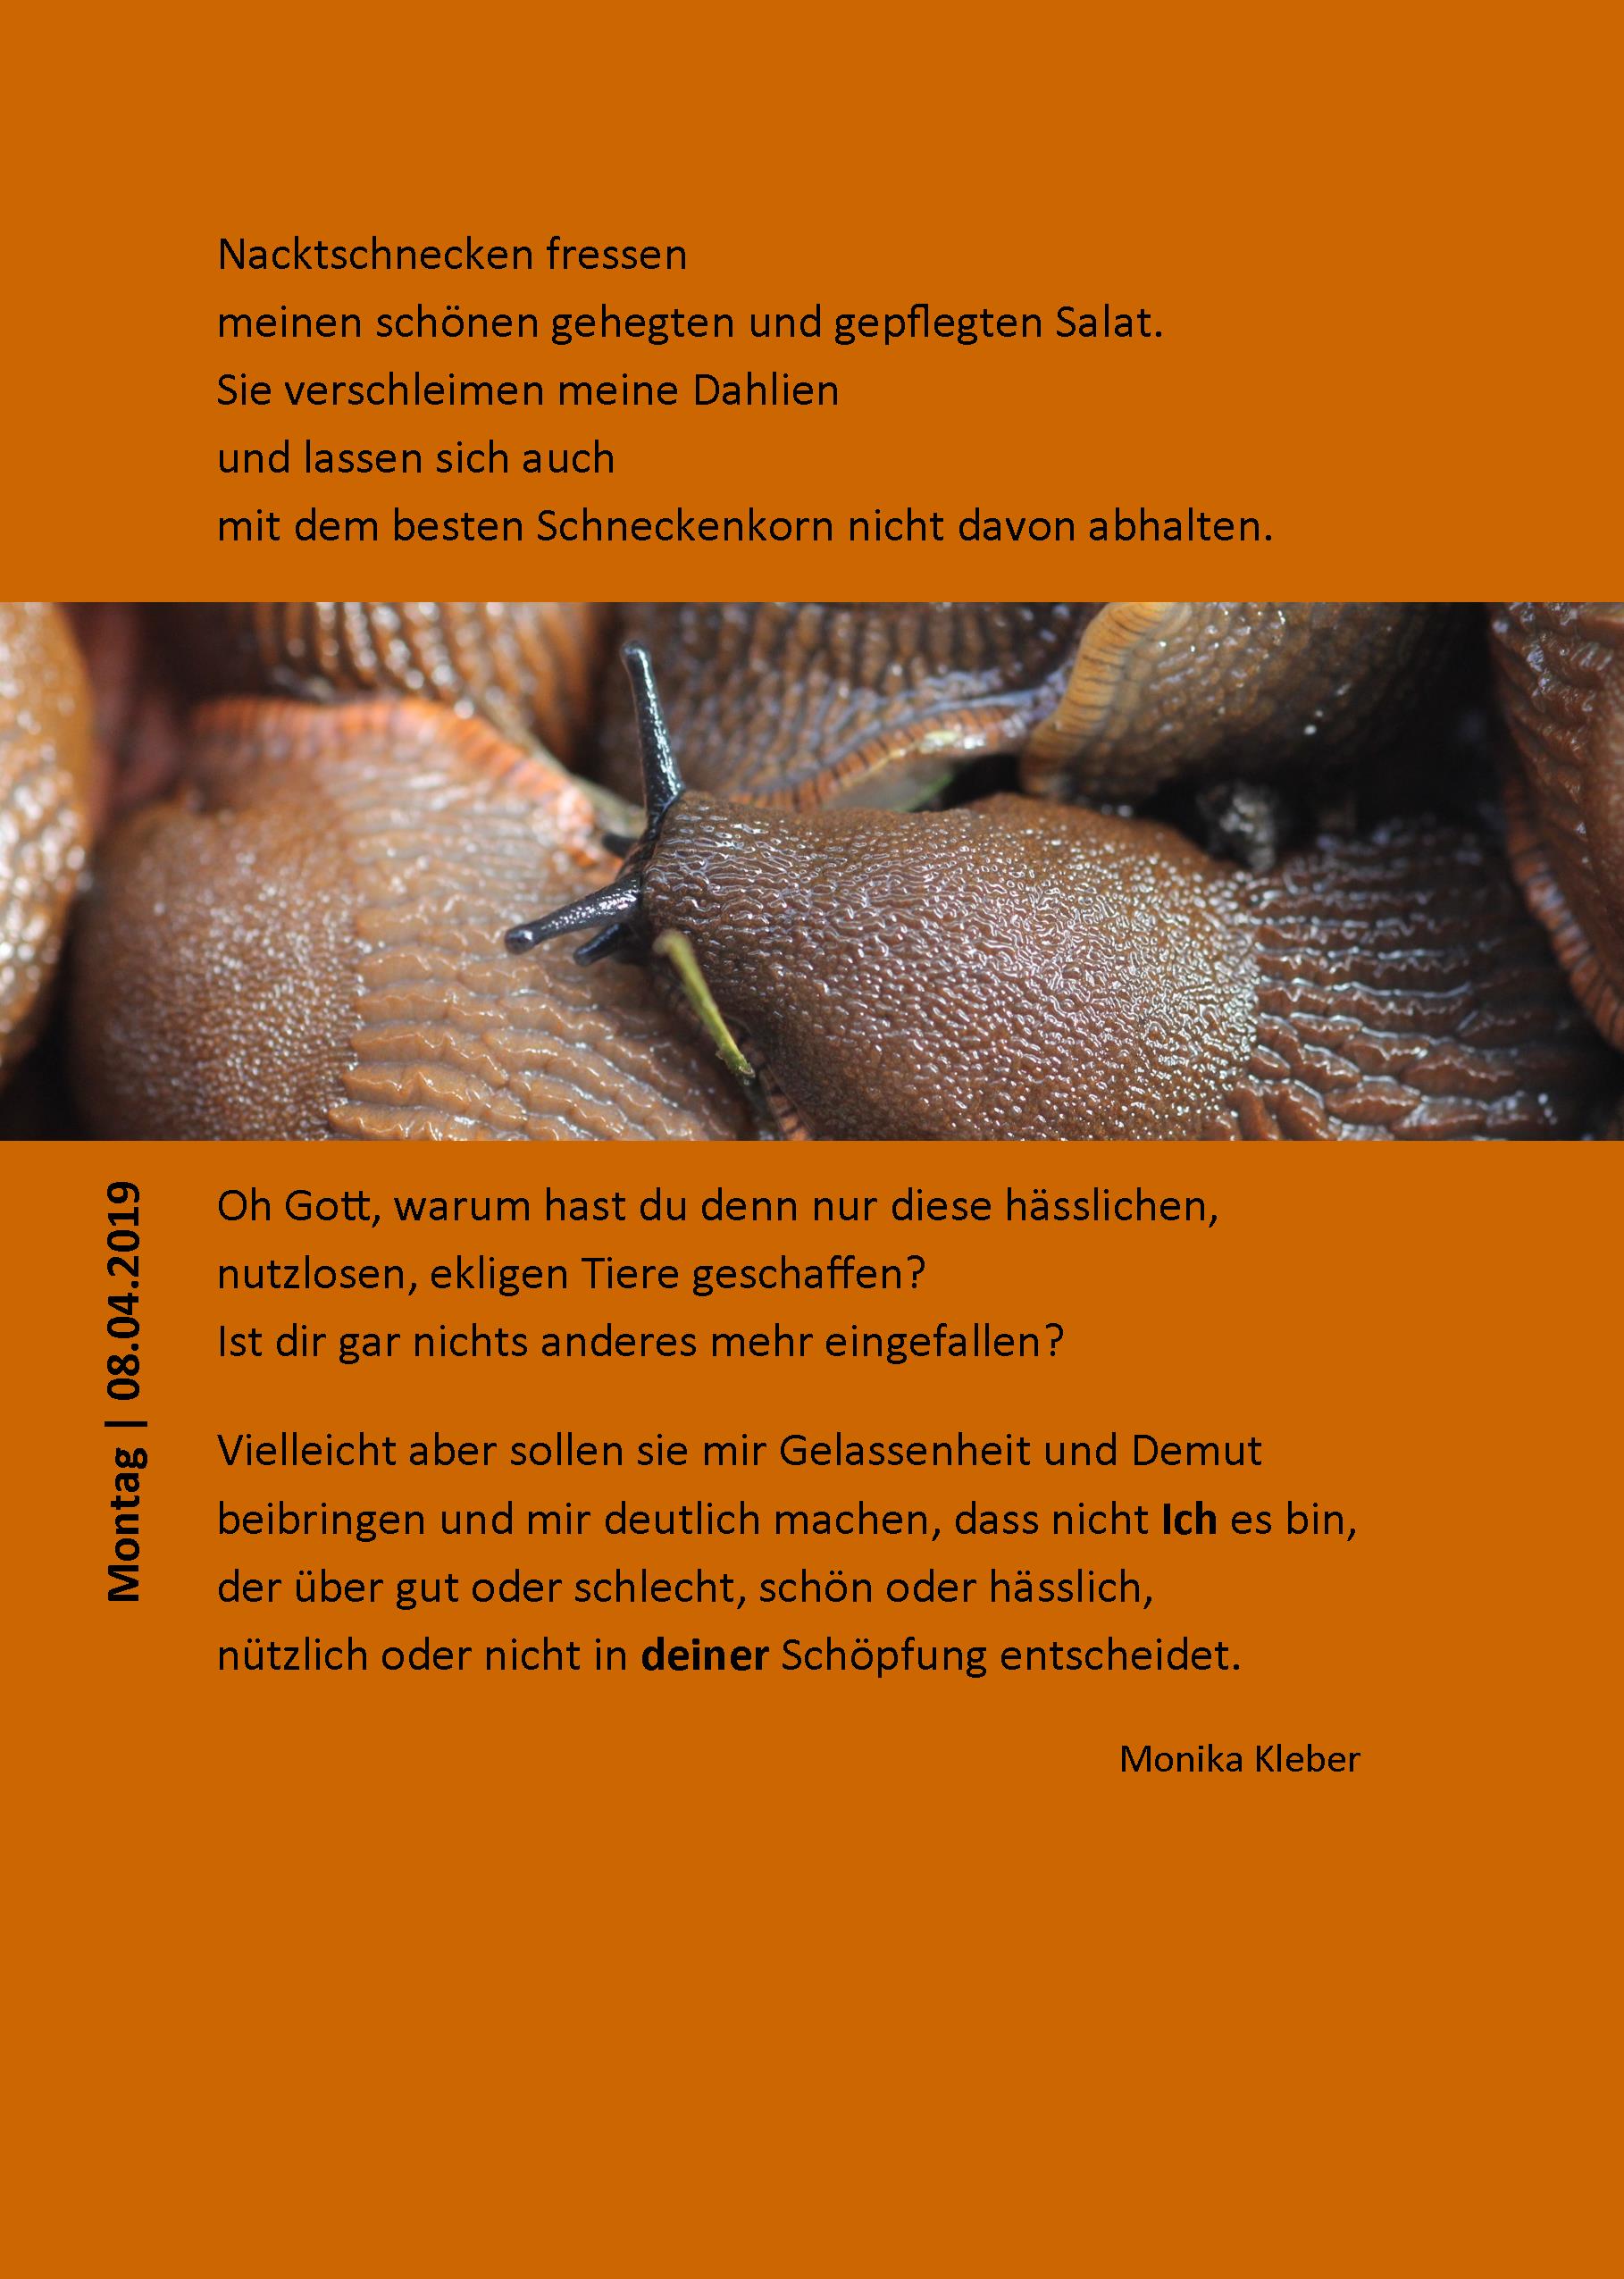 Nacktschnecken fressen
meinen schönen gehegten und gepflegten Salat.
Sie verschleimen meine Dahlien
und lassen sich auch
mit dem besten Schneckenkorn nicht davon abhalten.
Montag | 08.04.2019
Oh Gott, warum hast du denn nur diese hässlichen,
nutzlosen, ekligen Tiere geschaffen?
Ist dir gar nichts anderes mehr eingefallen?
Vielleicht aber sollen sie mir Gelassenheit und Demut
beibringen und mir deutlich machen, dass nicht Ich es bin,
der über gut oder schlecht, schön oder hässlich,
nützlich oder nicht in deiner Schöpfung entscheidet.
Monika Kleber